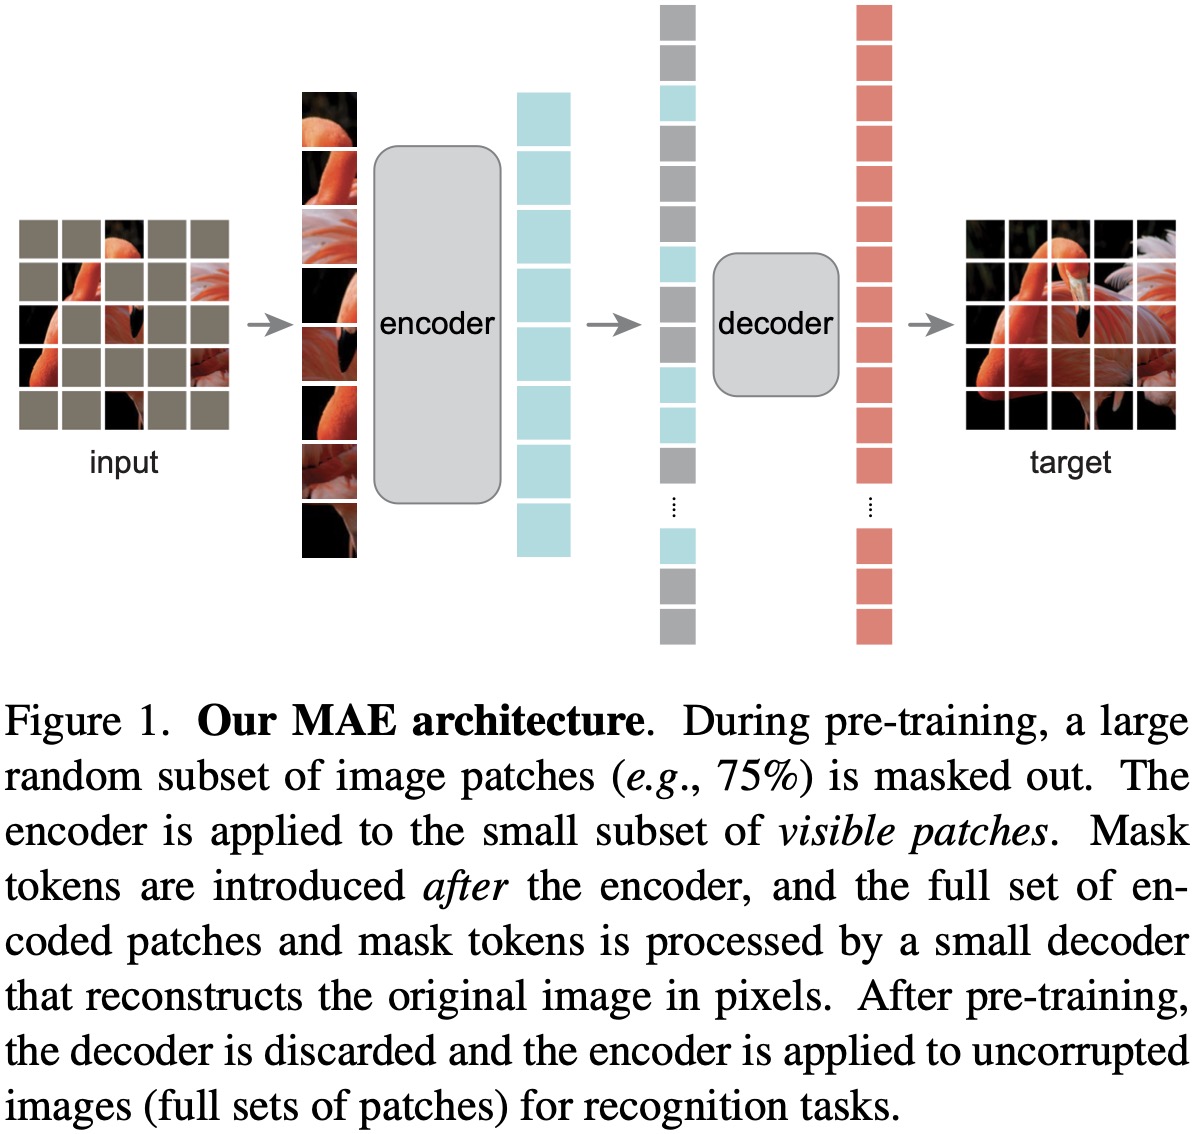 encoder
decoder
input
target
Figure 1. Our MAE architecture. During pre-training, a large
random subset of image patches (e.g., 75%) is masked out. The
encoder is applied to the small subset of visible patches. Mask
tokens are introduced after the encoder, and the full set of en-
coded patches and mask tokens is processed by a small decoder
that reconstructs the original image in pixels. After pre-training,
the decoder is discarded and the encoder is applied to uncorrupted
images (full sets of patches) for recognition tasks.